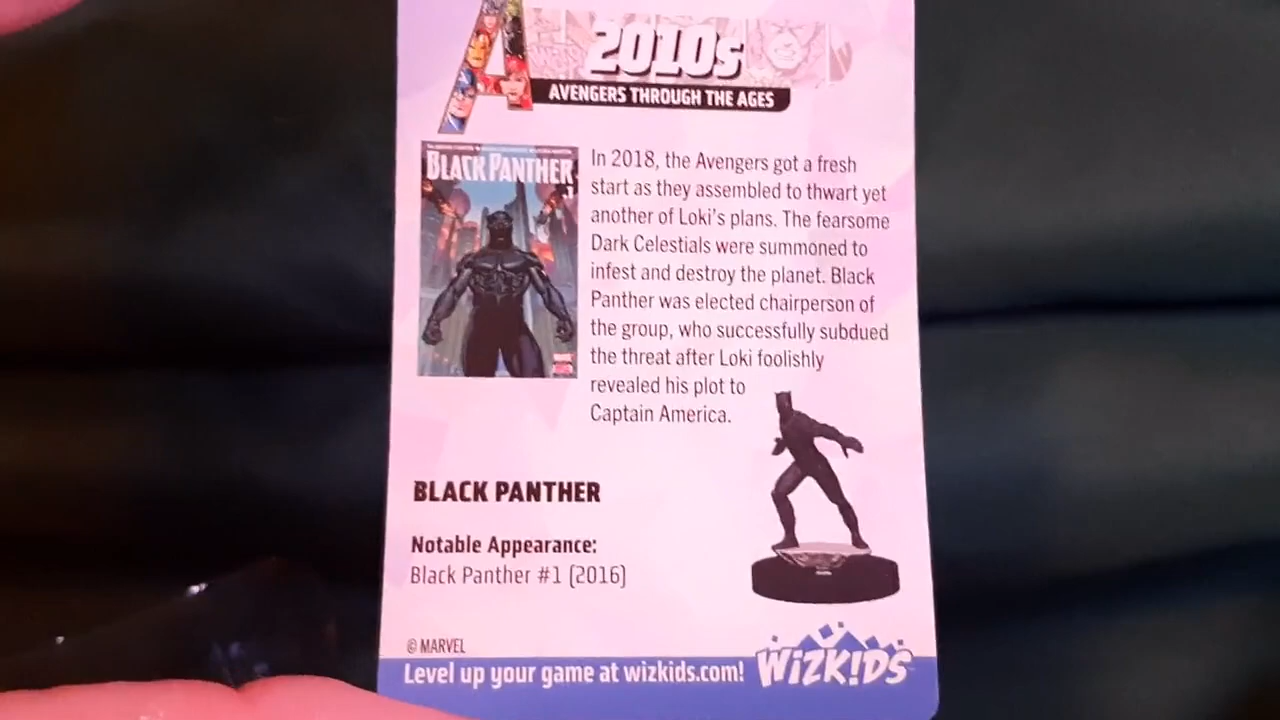 2010s
AVENGERS THROUGH THE AGES
BLACK PANTHER
In 2018, the Avengers got a fresh
start as they assembled to thwart yet
another of Loki's plans. The fearsome
Dark Celestials were summoned to
infest and destroy the planet. Black
Panther was elected chairperson of
the group, who successfully subdued
the threat after Loki foolishly
revealed his plot to
Captain America.
BLACK PANTHER
Notable Appearance:
Black Panther #1 (2016)
© MARVEL
Level up your game at wizkids.com!
WIZKIDS